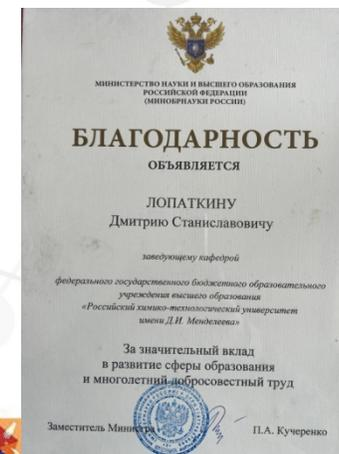 МИНИСТЕРСТВО НАУКИ И ВЫСШЕГО ОБРАЗОВАНИЯ
РОССИЙСКОЙ ФЕДЕРАЦИИ
(МИНОБРНАУКИ РОССИИ)
БЛАГОДАРНОСТЬ
ОБЪЯВЛЯЕТСЯ
ЛОПАТКИНУ
Дмитрию Станиславовичу
заведующему кафедрой
федерального государственного бюджетного образовательного
учреждения высшего образования
«Российский химико-технологический университет
имени Д.И. Менделеева»
За значительный вклад
в развитие сферы образования
и многолетний добросовестный труд
Заместитель Министра П.А. Кучеренко